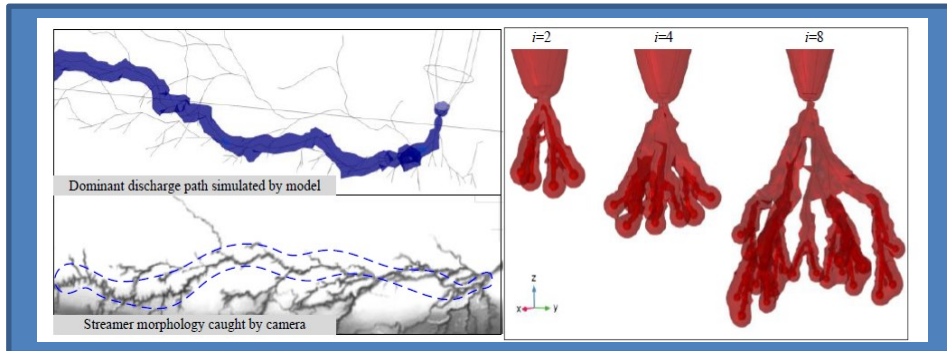 Dominant discharge path simulated by model
Streamer morphology caught by camera
i=2
i=4
i=8
z
x
y